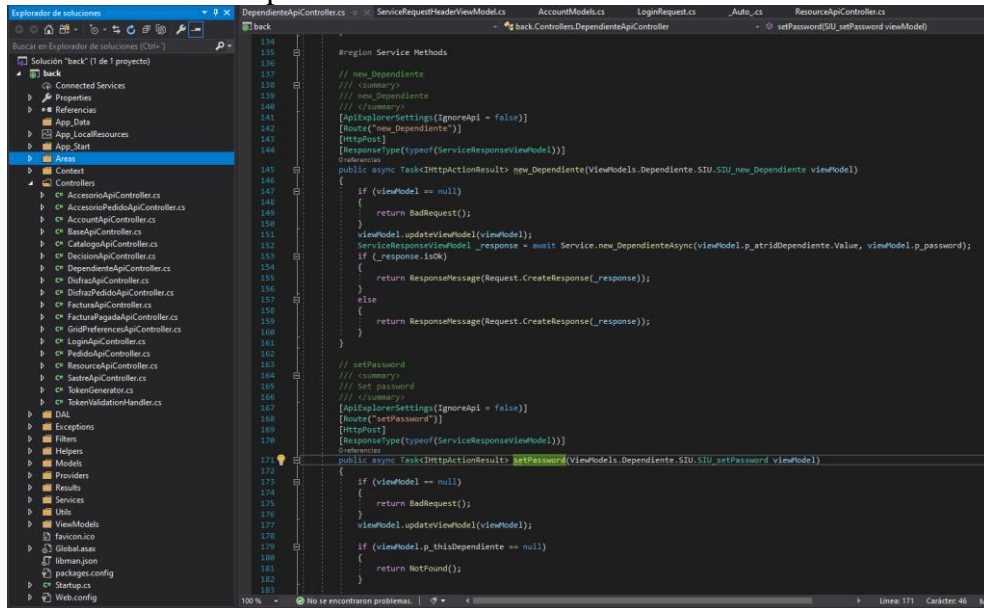 Explorador de soluciones
Buscar en Explorador de soluciones (Ctrl+')
Solución "back" (1 de 1 proyecto)
back
Connected Services
Properties
Referencias
App_Data
App_LocalResources
App_Start
Areas
Context
Controllers
C# AccesorioApiController.cs
C# AccesorioPedidoApiController.cs
C# AccountApiController.cs
C# BaseApiController.cs
C# CatalogoApiController.cs
C# DecisionApiController.cs
C# DependienteApiController.cs
C# DisfrazApiController.cs
C# DisfrazPedidoApiController.cs
C# FacturaApiController.cs
C# FacturaPagadaApiController.cs
C# GridPreferencesApiController.cs
C# LoginApiController.cs
C# PedidoApiController.cs
C# ResourceApiController.cs
C# SastreApiController.cs
C# TokenGenerator.cs
C# TokenValidationHandler.cs
DAL
Exceptions
Filters
Helpers
Models
Providers
Results
Services
Utils
ViewModels
favicon.ico
Global.asax
libman.json
packages.config
C# Startup.cs
Web.config
DependienteApiController.cs ServiceRequestHeaderViewModel.cs AccountModels.cs LoginRequest.cs _Auto_.cs ResourceApiController.cs
back back.Controllers.DependienteApiController setPassword(SIU_setPassword viewModel)
134
135 #region Service Methods
136
137 // new_Dependiente
138 /// <summary>
139 /// new_Dependiente
140 /// </summary>
141 [ApiExplorerSettings(IgnoreApi = false)]
142 [Route("new_Dependiente")]
143 [HttpPost]
144 [ResponseType(typeof(ServiceResponseViewModel))]
0 referencias
145 public async Task<IHttpActionResult> new_Dependiente(ViewModels.Dependiente.SIU.SIU_new_Dependiente viewModel)
146 {
147 if (viewModel == null)
148 {
149 return BadRequest();
150 }
151 viewModel.updateViewModel(viewModel);
152 ServiceResponseViewModel _response = await Service.new_DependienteAsync(viewModel.p_atridDependiente.Value, viewModel.p_password);
153 if (_response.isOk)
154 {
155 return ResponseMessage(Request.CreateResponse(_response));
156 }
157 else
158 {
159 return ResponseMessage(Request.CreateResponse(_response));
160 }
161 }
162
163 // setPassword
164 /// <summary>
165 /// Set password
166 /// </summary>
167 [ApiExplorerSettings(IgnoreApi = false)]
168 [Route("setPassword")]
169 [HttpPost]
170 [ResponseType(typeof(ServiceResponseViewModel))]
0 referencias
171 public async Task<IHttpActionResult> setPassword(ViewModels.Dependiente.SIU.SIU_setPassword viewModel)
172 {
173 if (viewModel == null)
174 {
175 return BadRequest();
176 }
177 viewModel.updateViewModel(viewModel);
178
179 if (viewModel.p_thisDependiente == null)
180 {
181 return NotFound();
182 }
183
100 % No se encontraron problemas. Línea: 171 Carácter: 46